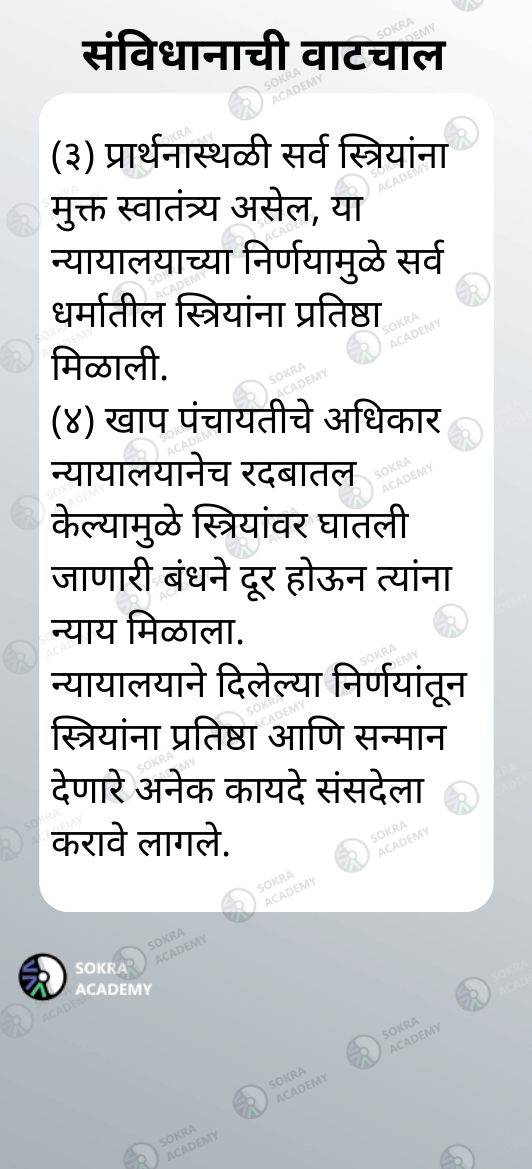 संविधानाची वाटचाल
(३) प्रार्थनास्थळी सर्व स्त्रियांना
मुक्त स्वातंत्र्य असेल, या
न्यायालयाच्या निर्णयामुळे सर्व
धर्मातील स्त्रियांना प्रतिष्ठा
मिळाली.
(४) खाप पंचायतीचे अधिकार
न्यायालयानेच रदबातल
केल्यामुळे स्त्रियांवर घातली
जाणारी बंधने दूर होऊन त्यांना
न्याय मिळाला.
न्यायालयाने दिलेल्या निर्णयांतून
स्त्रियांना प्रतिष्ठा आणि सन्मान
देणारे अनेक कायदे संसदेला
करावे लागले.
SOKRA
ACADEMY